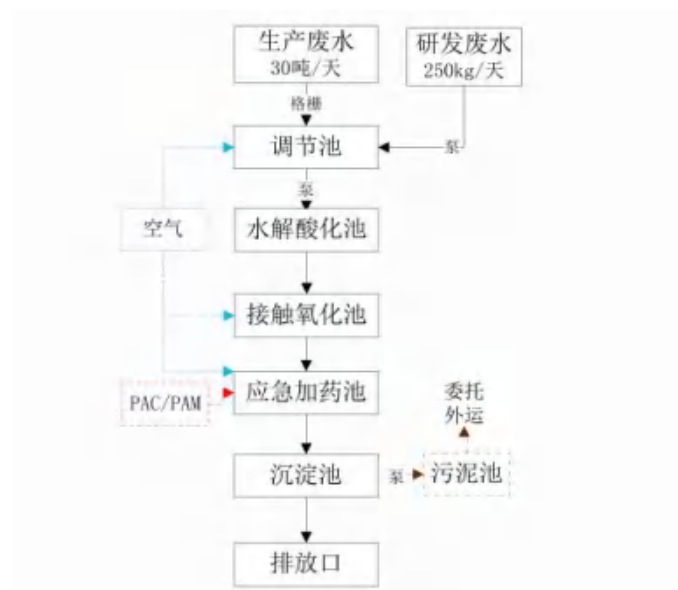 生产废水
30吨/天
研发废水
250kg/天
格栅
调节池
泵
泵
空气
水解酸化池
接触氧化池
PAC/PAM
应急加药池
委托
外运
沉淀池
泵
污泥池
排放口